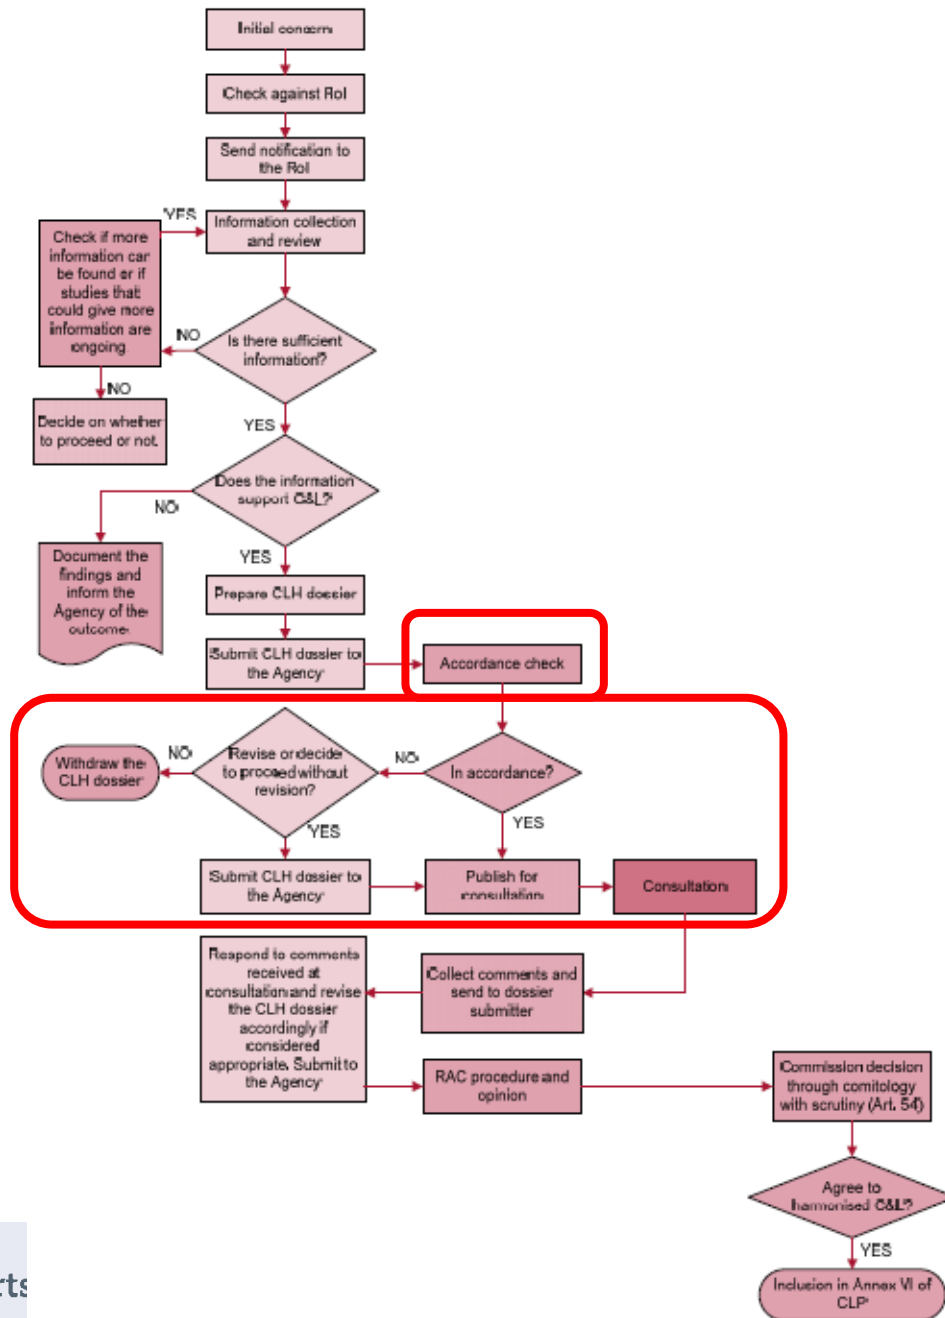 Initial concern
Check against RoI
Send notification to
the RoI
YES
Information collection
and review
Check if more
information can
be found or if
studies that
could give more
information are
ongoing.
NO
Is there sufficient
information?
NO
Decide on whether
to proceed or not.
YES
Does the information
support C&L?
NO
YES
Document the
findings and
inform the
Agency of the
outcome.
Prepare CLH dossier
Submit CLH dossier to
the Agency
Accordance check
Withdraw the
CLH dossier
NO
Revise or decide
to proceed without
revision?
NO
In accordance?
YES
YES
Submit CLH dossier to
the Agency
Publish for
consultation
Consultation
Respond to comments
received at
consultation and revise
the CLH dossier
accordingly if
considered
appropriate. Submit to
the Agency
Collect comments and
send to dossier
submitter
RAC procedure and
opinion
Commission decision
through comitology
with scrutiny (Art. 54)
Agree to
harmonised C&L?
YES
Inclusion in Annex VI of
CLP
rts